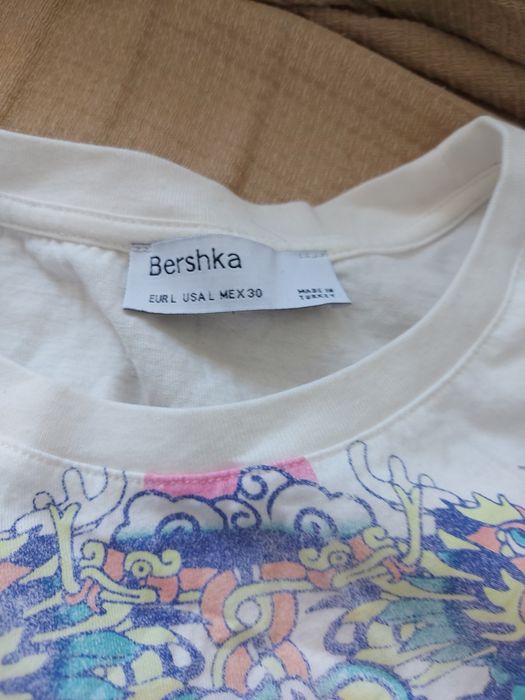 Bershka
EUR L USA L MEX 30
MADE IN
TURKEY